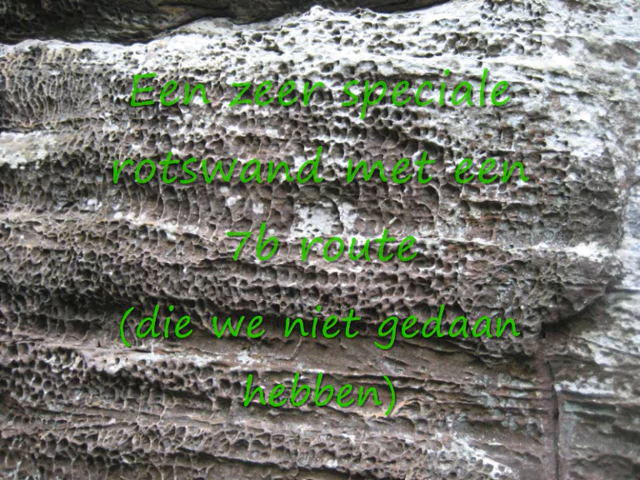 Een zeer speciale
rotswand met een
7b route
(die we niet gedaan
hebben)